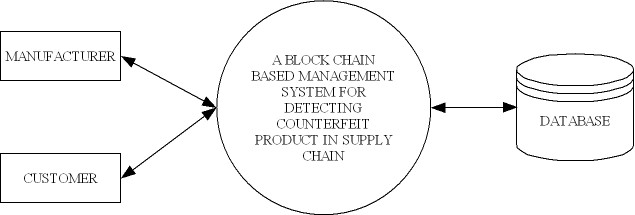 MANUFACTURER
CUSTOMER
A BLOCK CHAIN
BASED MANAGEMENT
SYSTEM FOR
DETECTING
COUNTERFEIT
PRODUCT IN SUPPLY
CHAIN
DATABASE